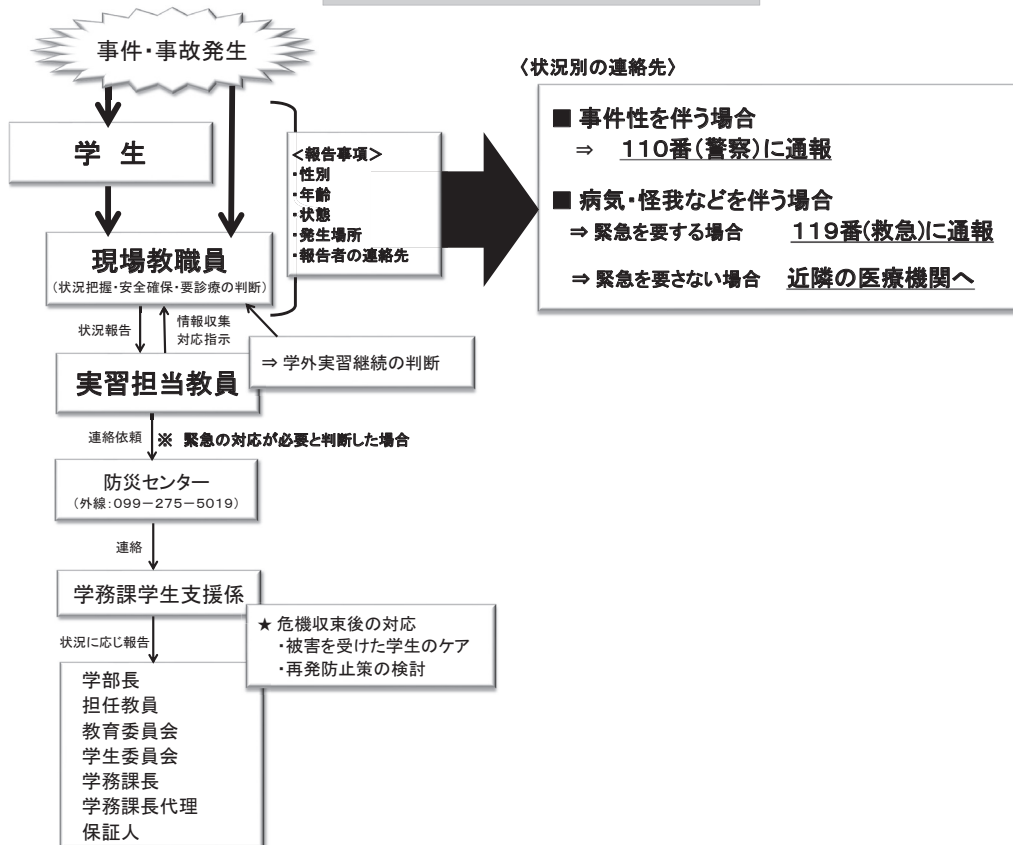 事件・事故発生
学 生
現場教職員
(状況把握・安全確保・要診療の判断)
＜報告事項＞
・性別
・年齢
・状態
・発生場所
・報告者の連絡先
〈状況別の連絡先〉
■ 事件性を伴う場合
⇒ 110番(警察)に通報
■ 病気・怪我などを伴う場合
⇒ 緊急を要する場合 119番(救急)に通報
⇒ 緊急を要さない場合 近隣の医療機関へ
状況報告
情報収集
対応指示
⇒ 学外実習継続の判断
実習担当教員
連絡依頼
※ 緊急の対応が必要と判断した場合
防災センター
(外線：099－275－5019)
連絡
学務課学生支援係
★ 危機収束後の対応
・被害を受けた学生のケア
・再発防止策の検討
状況に応じ報告
学部長
担任教員
教育委員会
学生委員会
学務課長
学務課長代理
保証人